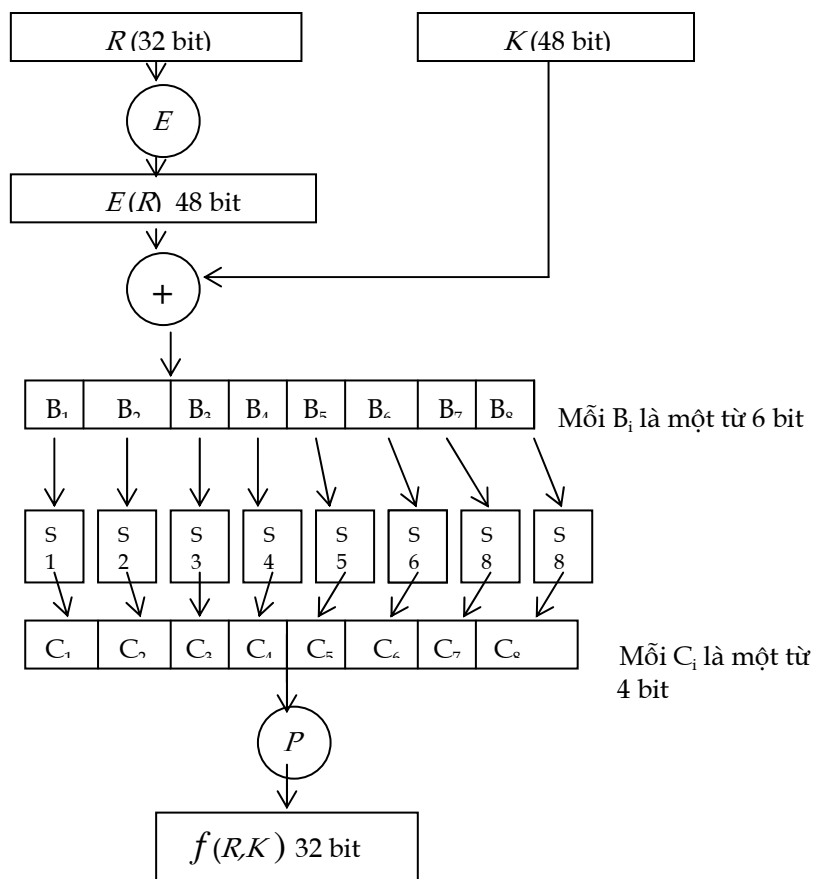 R (32 bit)
K (48 bit)
E
E (R) 48 bit
+
B1 B2 B3 B4 B5 B6 B7 B8
Mỗi Bi là một từ 6 bit
S S S S S S S S
1 2 3 4 5 6 8 8
C1 C2 C3 C4 C5 C6 C7 C8
Mỗi Ci là một từ
4 bit
P
f (R,K ) 32 bit